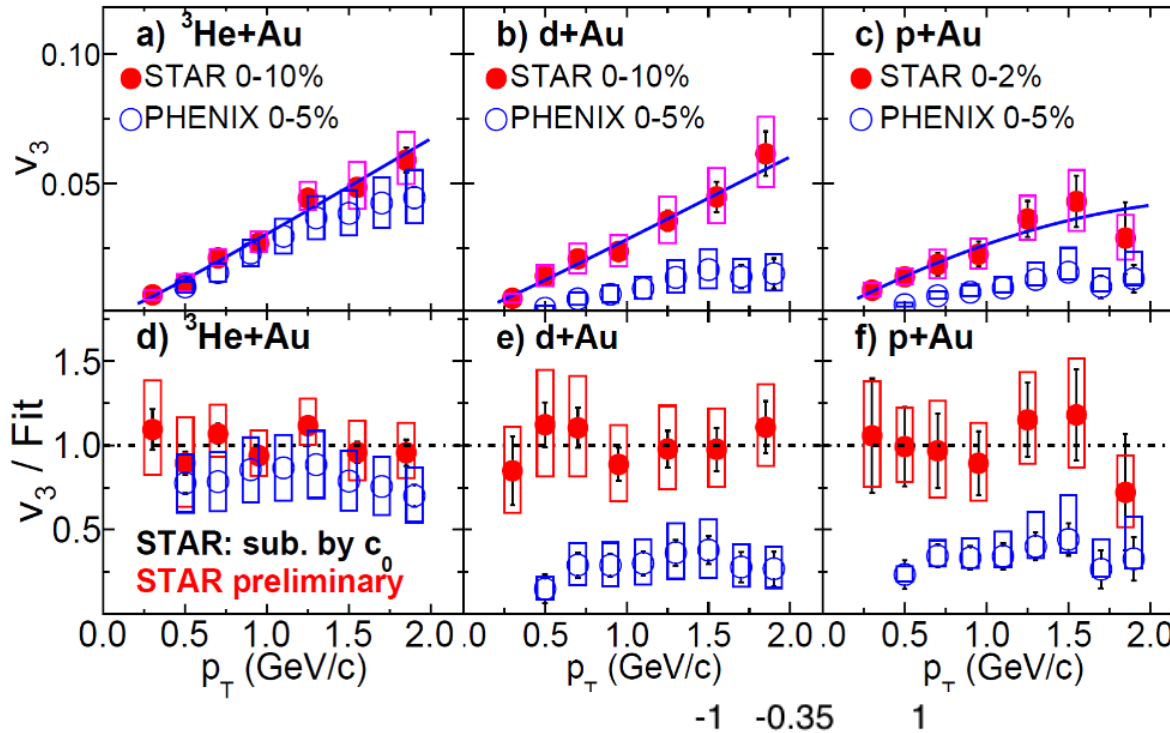 a) ³He+Au
STAR 0-10%
PHENIX 0-5%
b) d+Au
STAR 0-10%
PHENIX 0-5%
c) p+Au
STAR 0-2%
PHENIX 0-5%
0.10
0.05
v₃
d) ³He+Au
e) d+Au
f) p+Au
1.5
1.0
0.5
v₃ / Fit
STAR: sub. by c₀
STAR preliminary
0.0 0.5 1.0 1.5 2.0 0.5 1.0 1.5 0.0 0.5 1.0 1.5 2.0
p_T (GeV/c) p_T (GeV/c) p_T (GeV/c)
-1 -0.35 1